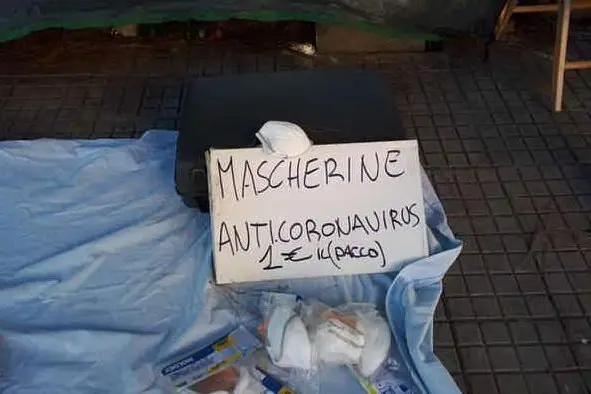 MASCHERINE
ANTI.CORONAVIRUS
1 € IL (PACCO)